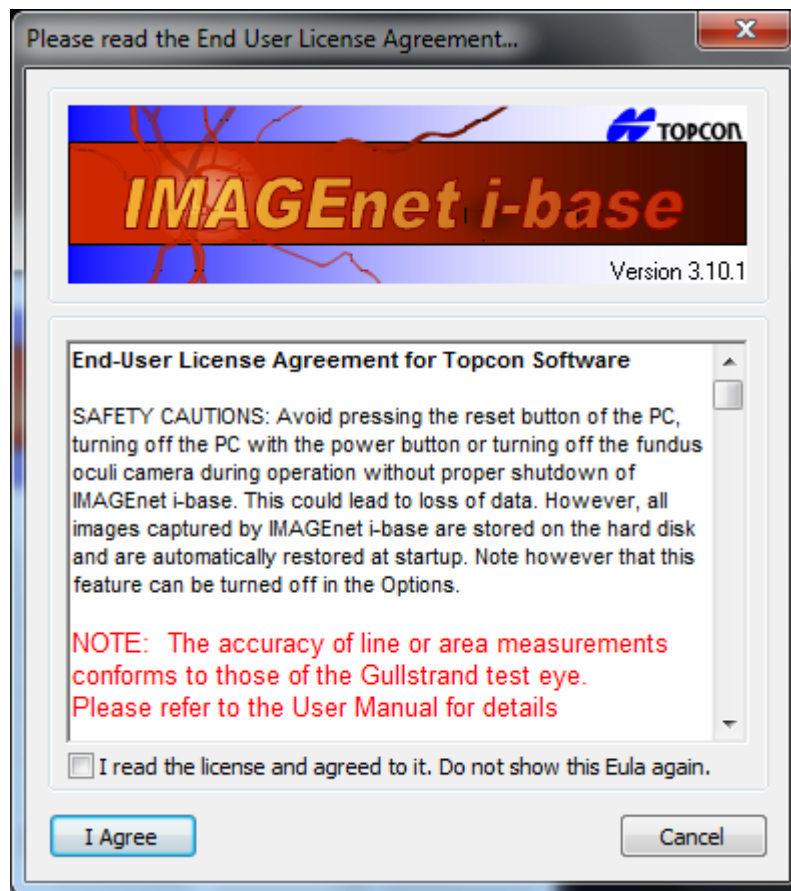 Please read the End User License Agreement...
TOPCON
IMAGEnet i-base
Version 3.10.1
End-User License Agreement for Topcon Software
SAFETY CAUTIONS: Avoid pressing the reset button of the PC,
turning off the PC with the power button or turning off the fundus
oculi camera during operation without proper shutdown of
IMAGEnet i-base. This could lead to loss of data. However, all
images captured by IMAGEnet i-base are stored on the hard disk
and are automatically restored at startup. Note however that this
feature can be turned off in the Options.
NOTE: The accuracy of line or area measurements
conforms to those of the Gullstrand test eye.
Please refer to the User Manual for details
I read the license and agreed to it. Do not show this Eula again.
I Agree
Cancel